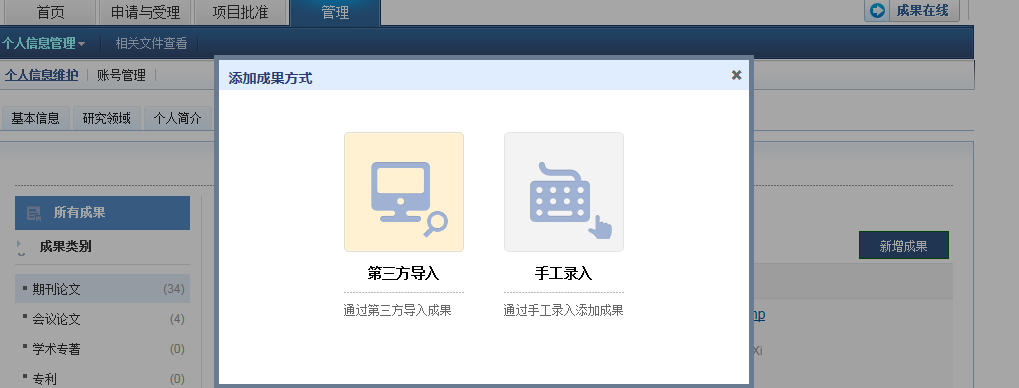 首页 申请与受理 项目批准 管理 成果在线
个人信息管理 相关文件查看
个人信息维护 账号管理
添加成果方式
基本信息 研究领域 个人简介
所有成果
成果类别
新增成果
第三方导入 手工录入
通过第三方导入成果 通过手工录入添加成果
期刊论文 (34)
会议论文 (4)
mp
学术专著 (0)
Xi
专利 (0)